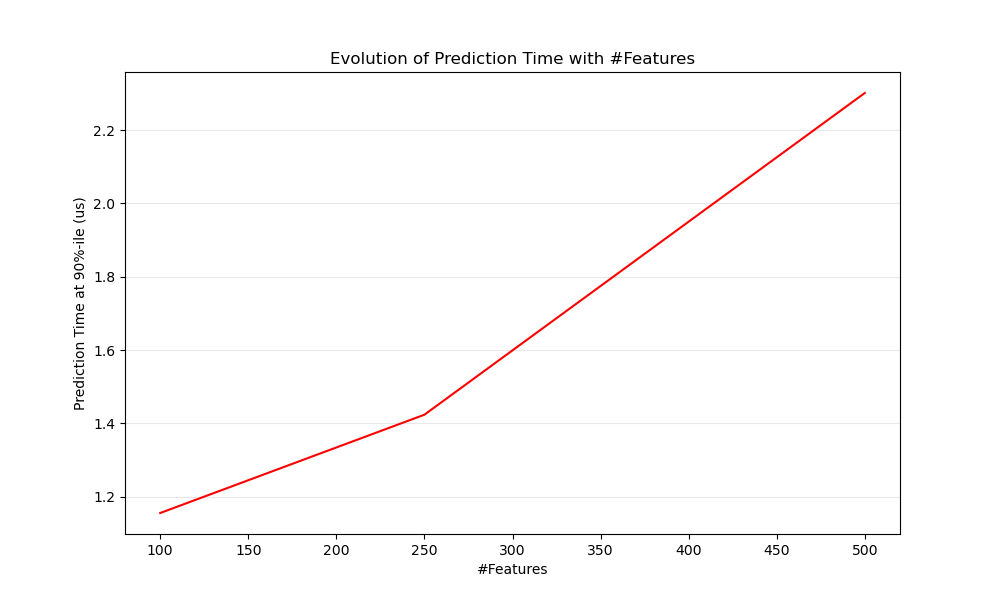 Evolution of Prediction Time with #Features
Prediction Time at 90%-ile (us)
2.2
2.0
1.8
1.6
1.4
1.2
100 150 200 250 300 350 400 450 500
#Features